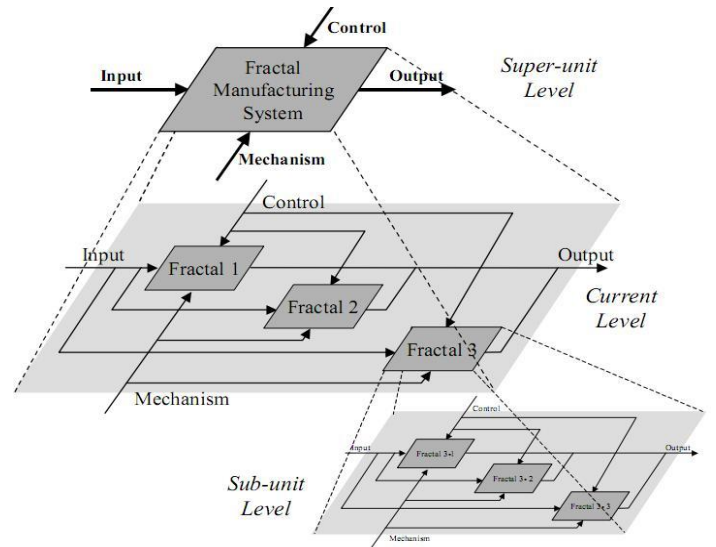 Control
Input
Fractal
Manufacturing
System
Output
Super-unit
Level
Mechanism
Control
Input
Output
Fractal 1
Fractal 2
Current
Level
Fractal 3
Mechanism
Control
Input
Output
Fractal 3-1
Fractal 3-2
Sub-unit
Level
Fractal 3-3
Mechanism